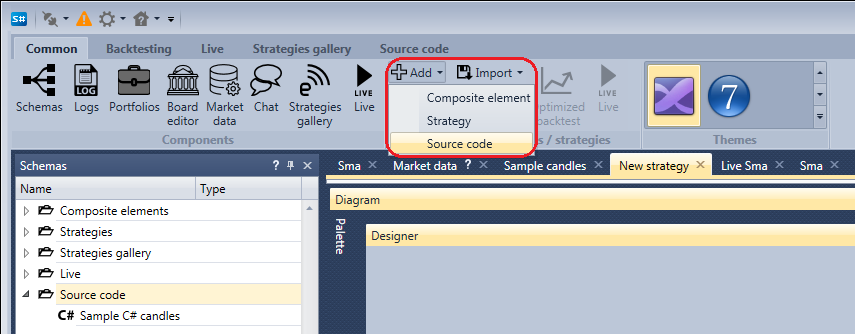 S#
Common Backtesting Live Strategies gallery Source code
Add Import
LOG LIVE LIVE
Schemas Logs Portfolios Board editor Market data Chat Strategies gallery Live
ptimized backtest Live
7
Composite element
Strategy
Source code
Components / strategies Themes
Schemas ?
Sma Market data ? Sample candles New strategy Live Sma Sma
Name Type
Composite elements
Strategies
Strategies gallery
Live
Source code
C# Sample C# candles
Diagram
Palette
Designer